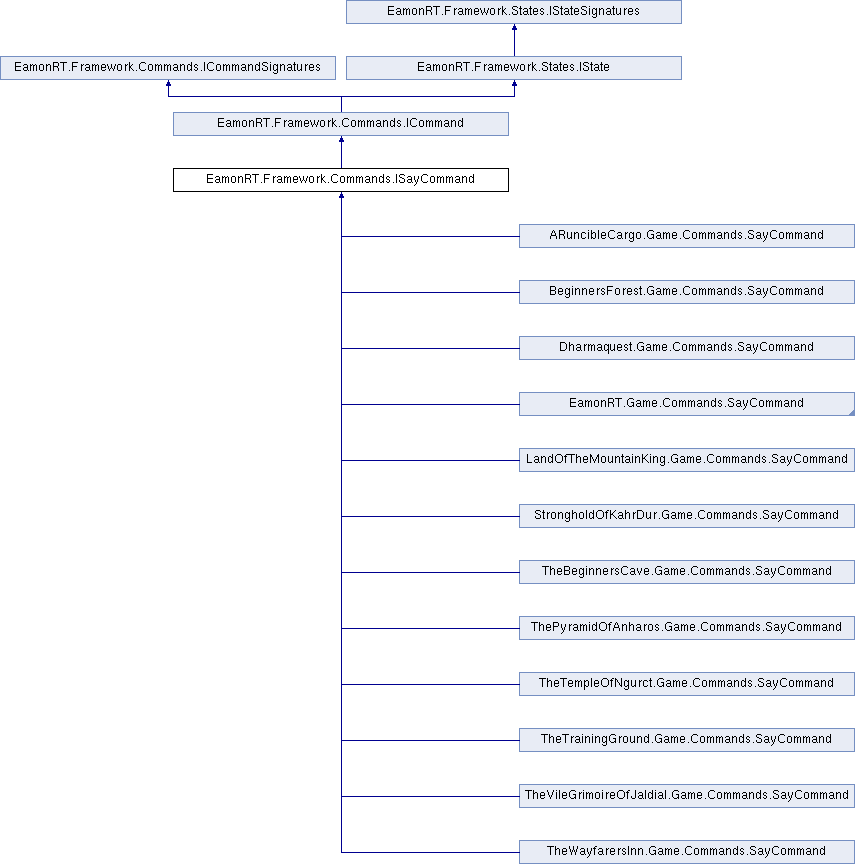 EamonRT.Framework.States.IStateSignatures
EamonRT.Framework.Commands.ICommandSignatures
EamonRT.Framework.States.IState
EamonRT.Framework.Commands.ICommand
EamonRT.Framework.Commands.ISayCommand
ARuncibleCargo.Game.Commands.SayCommand
BeginnersForest.Game.Commands.SayCommand
Dharmaquest.Game.Commands.SayCommand
EamonRT.Game.Commands.SayCommand
LandOfTheMountainKing.Game.Commands.SayCommand
StrongholdOfKahrDur.Game.Commands.SayCommand
TheBeginnersCave.Game.Commands.SayCommand
ThePyramidOfAnharos.Game.Commands.SayCommand
TheTempleOfNgurct.Game.Commands.SayCommand
TheTrainingGround.Game.Commands.SayCommand
TheVileGrimoireOfJaldial.Game.Commands.SayCommand
TheWayfarersInn.Game.Commands.SayCommand